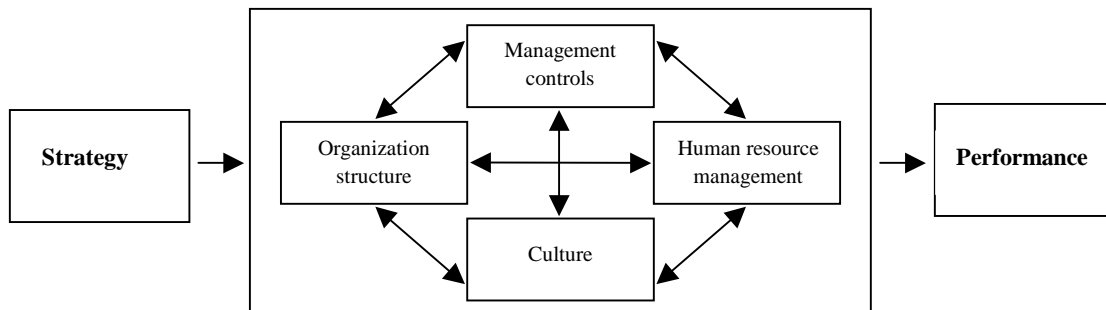 Management
controls
Strategy
Organization
structure
Human resource
management
Performance
Culture